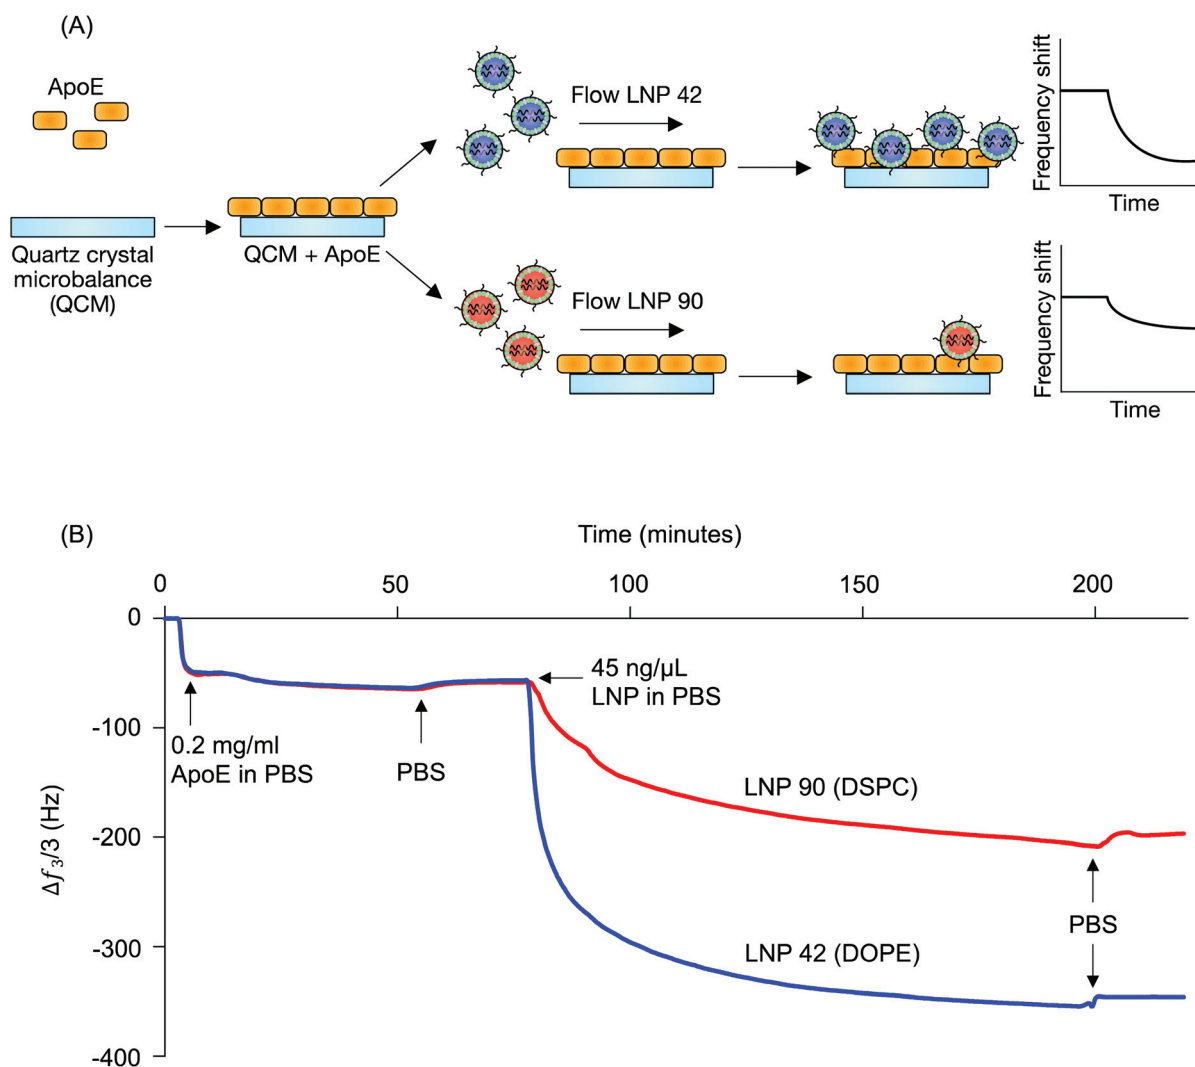 (A)
ApoE
Quartz crystal
microbalance
(QCM)
QCM + ApoE
Flow LNP 42
Frequency shift
Time
Flow LNP 90
Frequency shift
Time
(B)
Time (minutes)
0
50
100
150
200
0
-100
-200
-300
-400
Δf₃/3 (Hz)
0.2 mg/ml
ApoE in PBS
PBS
45 ng/µL
LNP in PBS
LNP 90 (DSPC)
LNP 42 (DOPE)
PBS